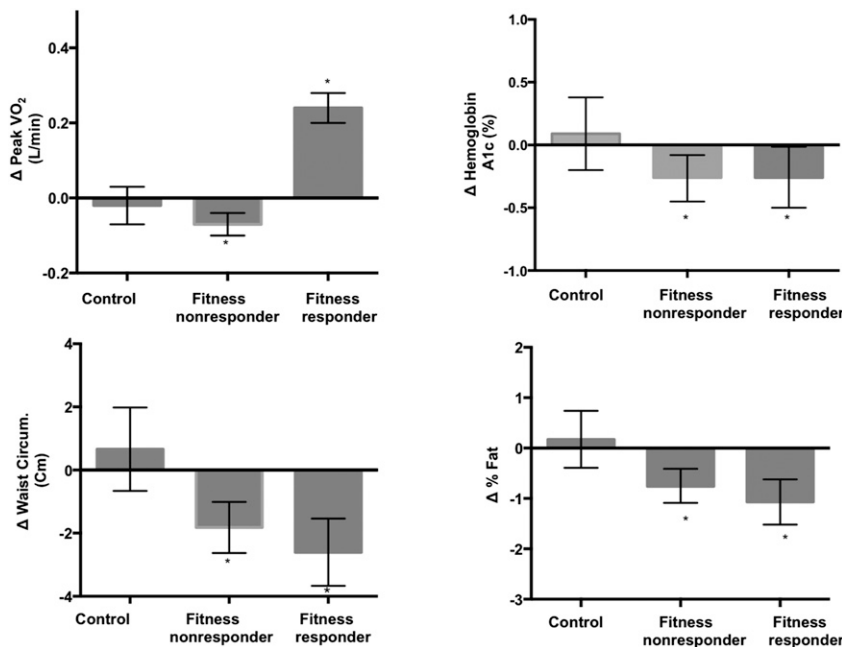 Δ Peak VO₂
(L/min)
0.4
0.2
0.0
-0.2
*
*
Control
Fitness
nonresponder
Fitness
responder
Δ Hemoglobin
A1c (%)
1.0
0.5
0.0
-0.5
-1.0
*
*
Control
Fitness
nonresponder
Fitness
responder
Δ Waist Circum.
(Cm)
4
2
0
-2
-4
*
*
Control
Fitness
nonresponder
Fitness
responder
Δ % Fat
2
1
0
-1
-2
-3
*
*
Control
Fitness
nonresponder
Fitness
responder